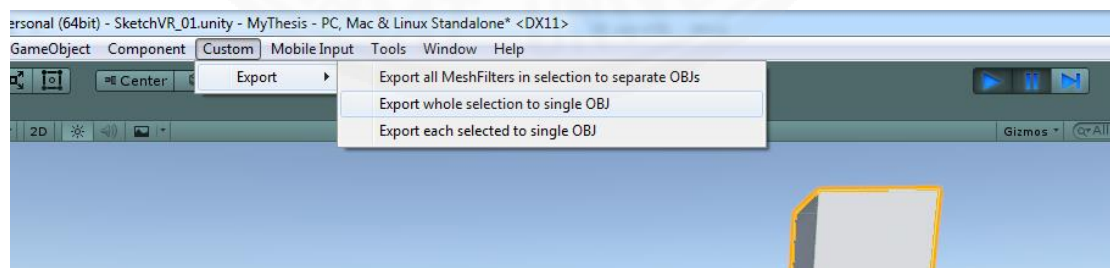 ersonal (64bit) - SketchVR_01.unity - MyThesis - PC, Mac & Linux Standalone* <DX11>
GameObject Component Custom Mobile Input Tools Window Help
Center Export Export all MeshFilters in selection to separate OBJs
Export whole selection to single OBJ
Export each selected to single OBJ
2D Gizmos All